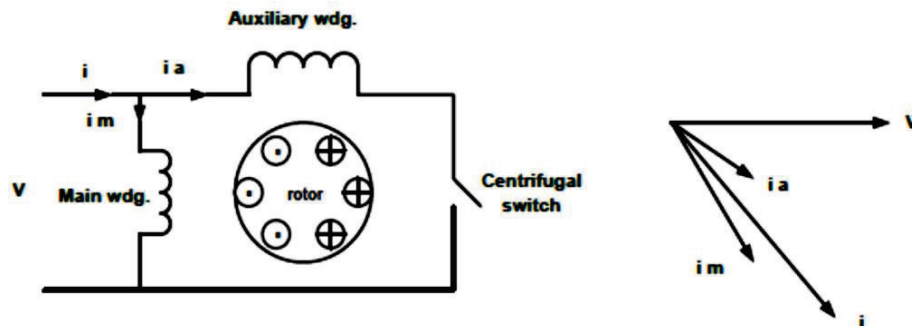 Auxiliary wdg.
i
i a
i m
V
Main wdg.
rotor
Centrifugal
switch
V
i a
i m
i